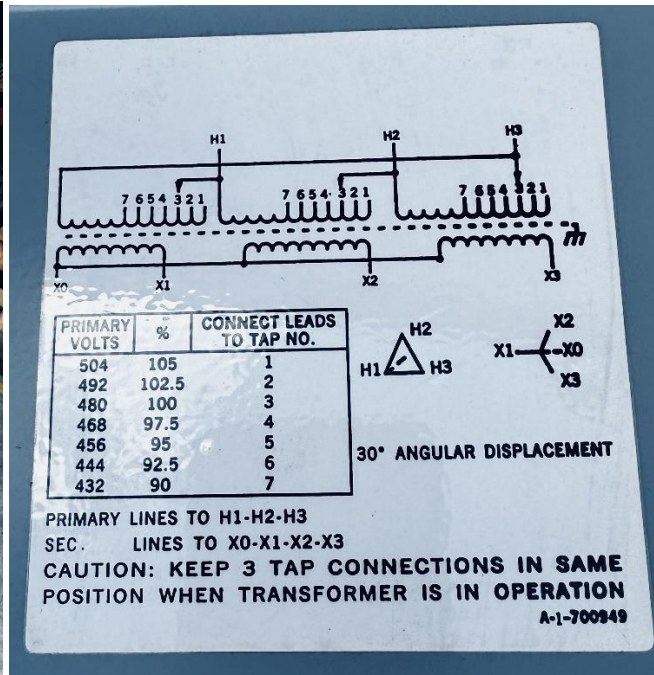 H1 H2 H3
7 6 5 4 3 2 1 7 6 5 4 3 2 1 7 6 5 4 3 2 1
X0 X1 X2 X3
PRIMARY VOLTS % CONNECT LEADS TO TAP NO.
504 105 1
492 102.5 2
480 100 3
468 97.5 4
456 95 5
444 92.5 6
432 90 7
H2
H1 H3
X2
X1 X0
X3
30° ANGULAR DISPLACEMENT
PRIMARY LINES TO H1-H2-H3
SEC. LINES TO X0-X1-X2-X3
CAUTION: KEEP 3 TAP CONNECTIONS IN SAME
POSITION WHEN TRANSFORMER IS IN OPERATION
A-1-700949